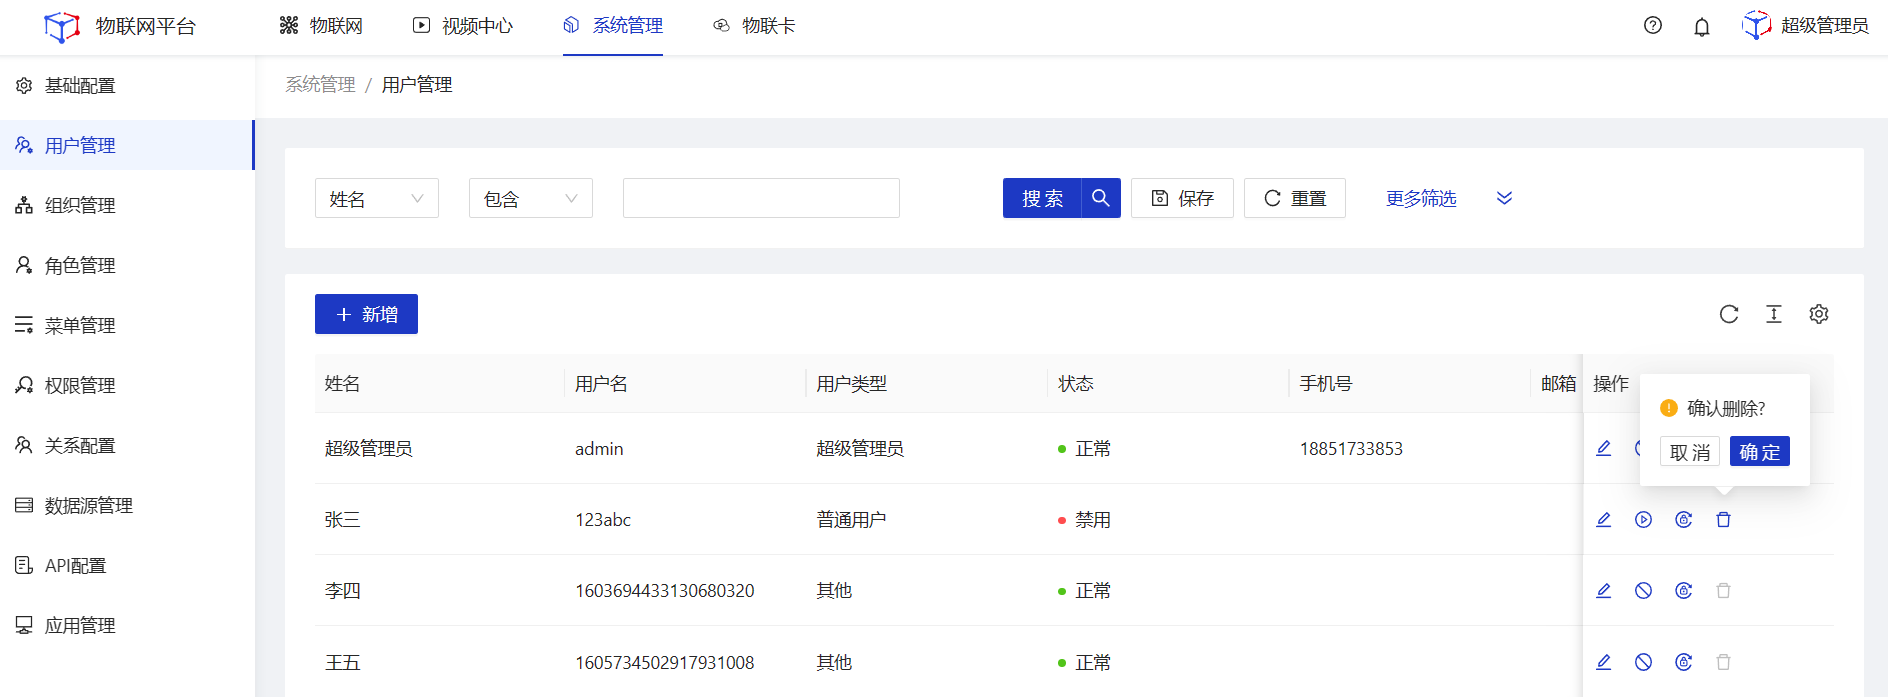 物联网平台
物联网
视频中心
系统管理
物联卡
超级管理员
基础配置
用户管理
组织管理
角色管理
菜单管理
权限管理
关系配置
数据源管理
API配置
应用管理
系统管理 / 用户管理
姓名
包含
搜索
保存
重置
更多筛选
新增
姓名 用户名 用户类型 状态 手机号 邮箱 操作
确认删除?
取消 确定
超级管理员 admin 超级管理员 正常 18851733853
张三 123abc 普通用户 禁用
李四 1603694433130680320 其他 正常
王五 1605734502917931008 其他 正常